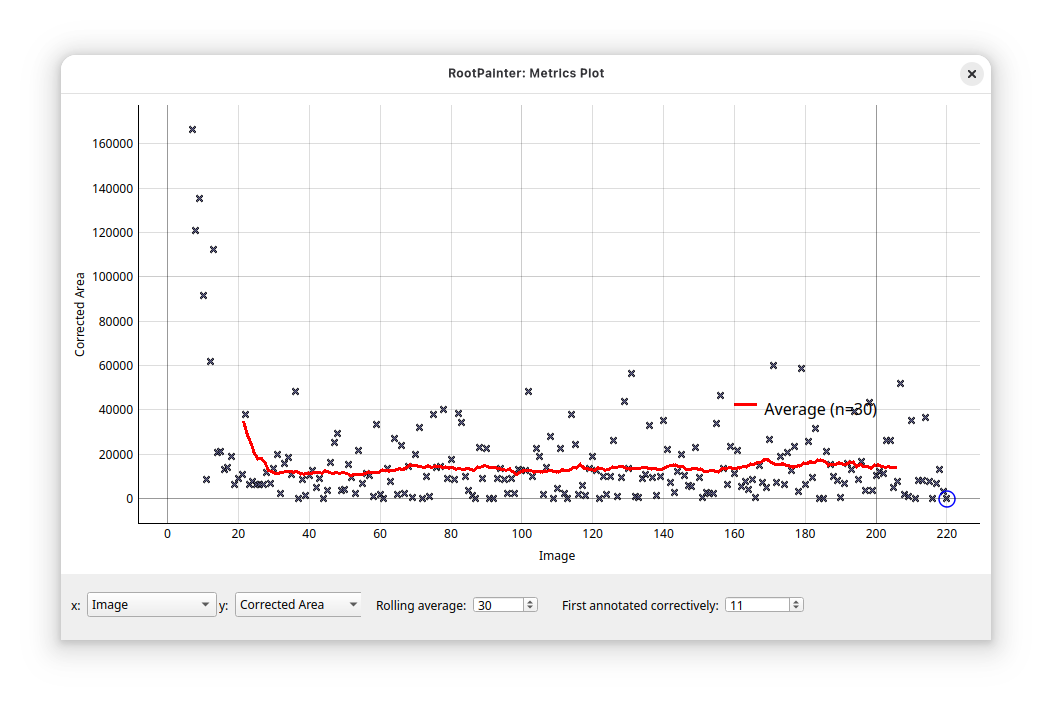 RootPainter: Metrics Plot
160000
140000
120000
100000
80000
60000
40000
20000
0
Corrected Area
Average (n=30)
0 20 40 60 80 100 120 140 160 180 200 220
Image
x: Image y: Corrected Area Rolling average: 30 First annotated correctively: 11